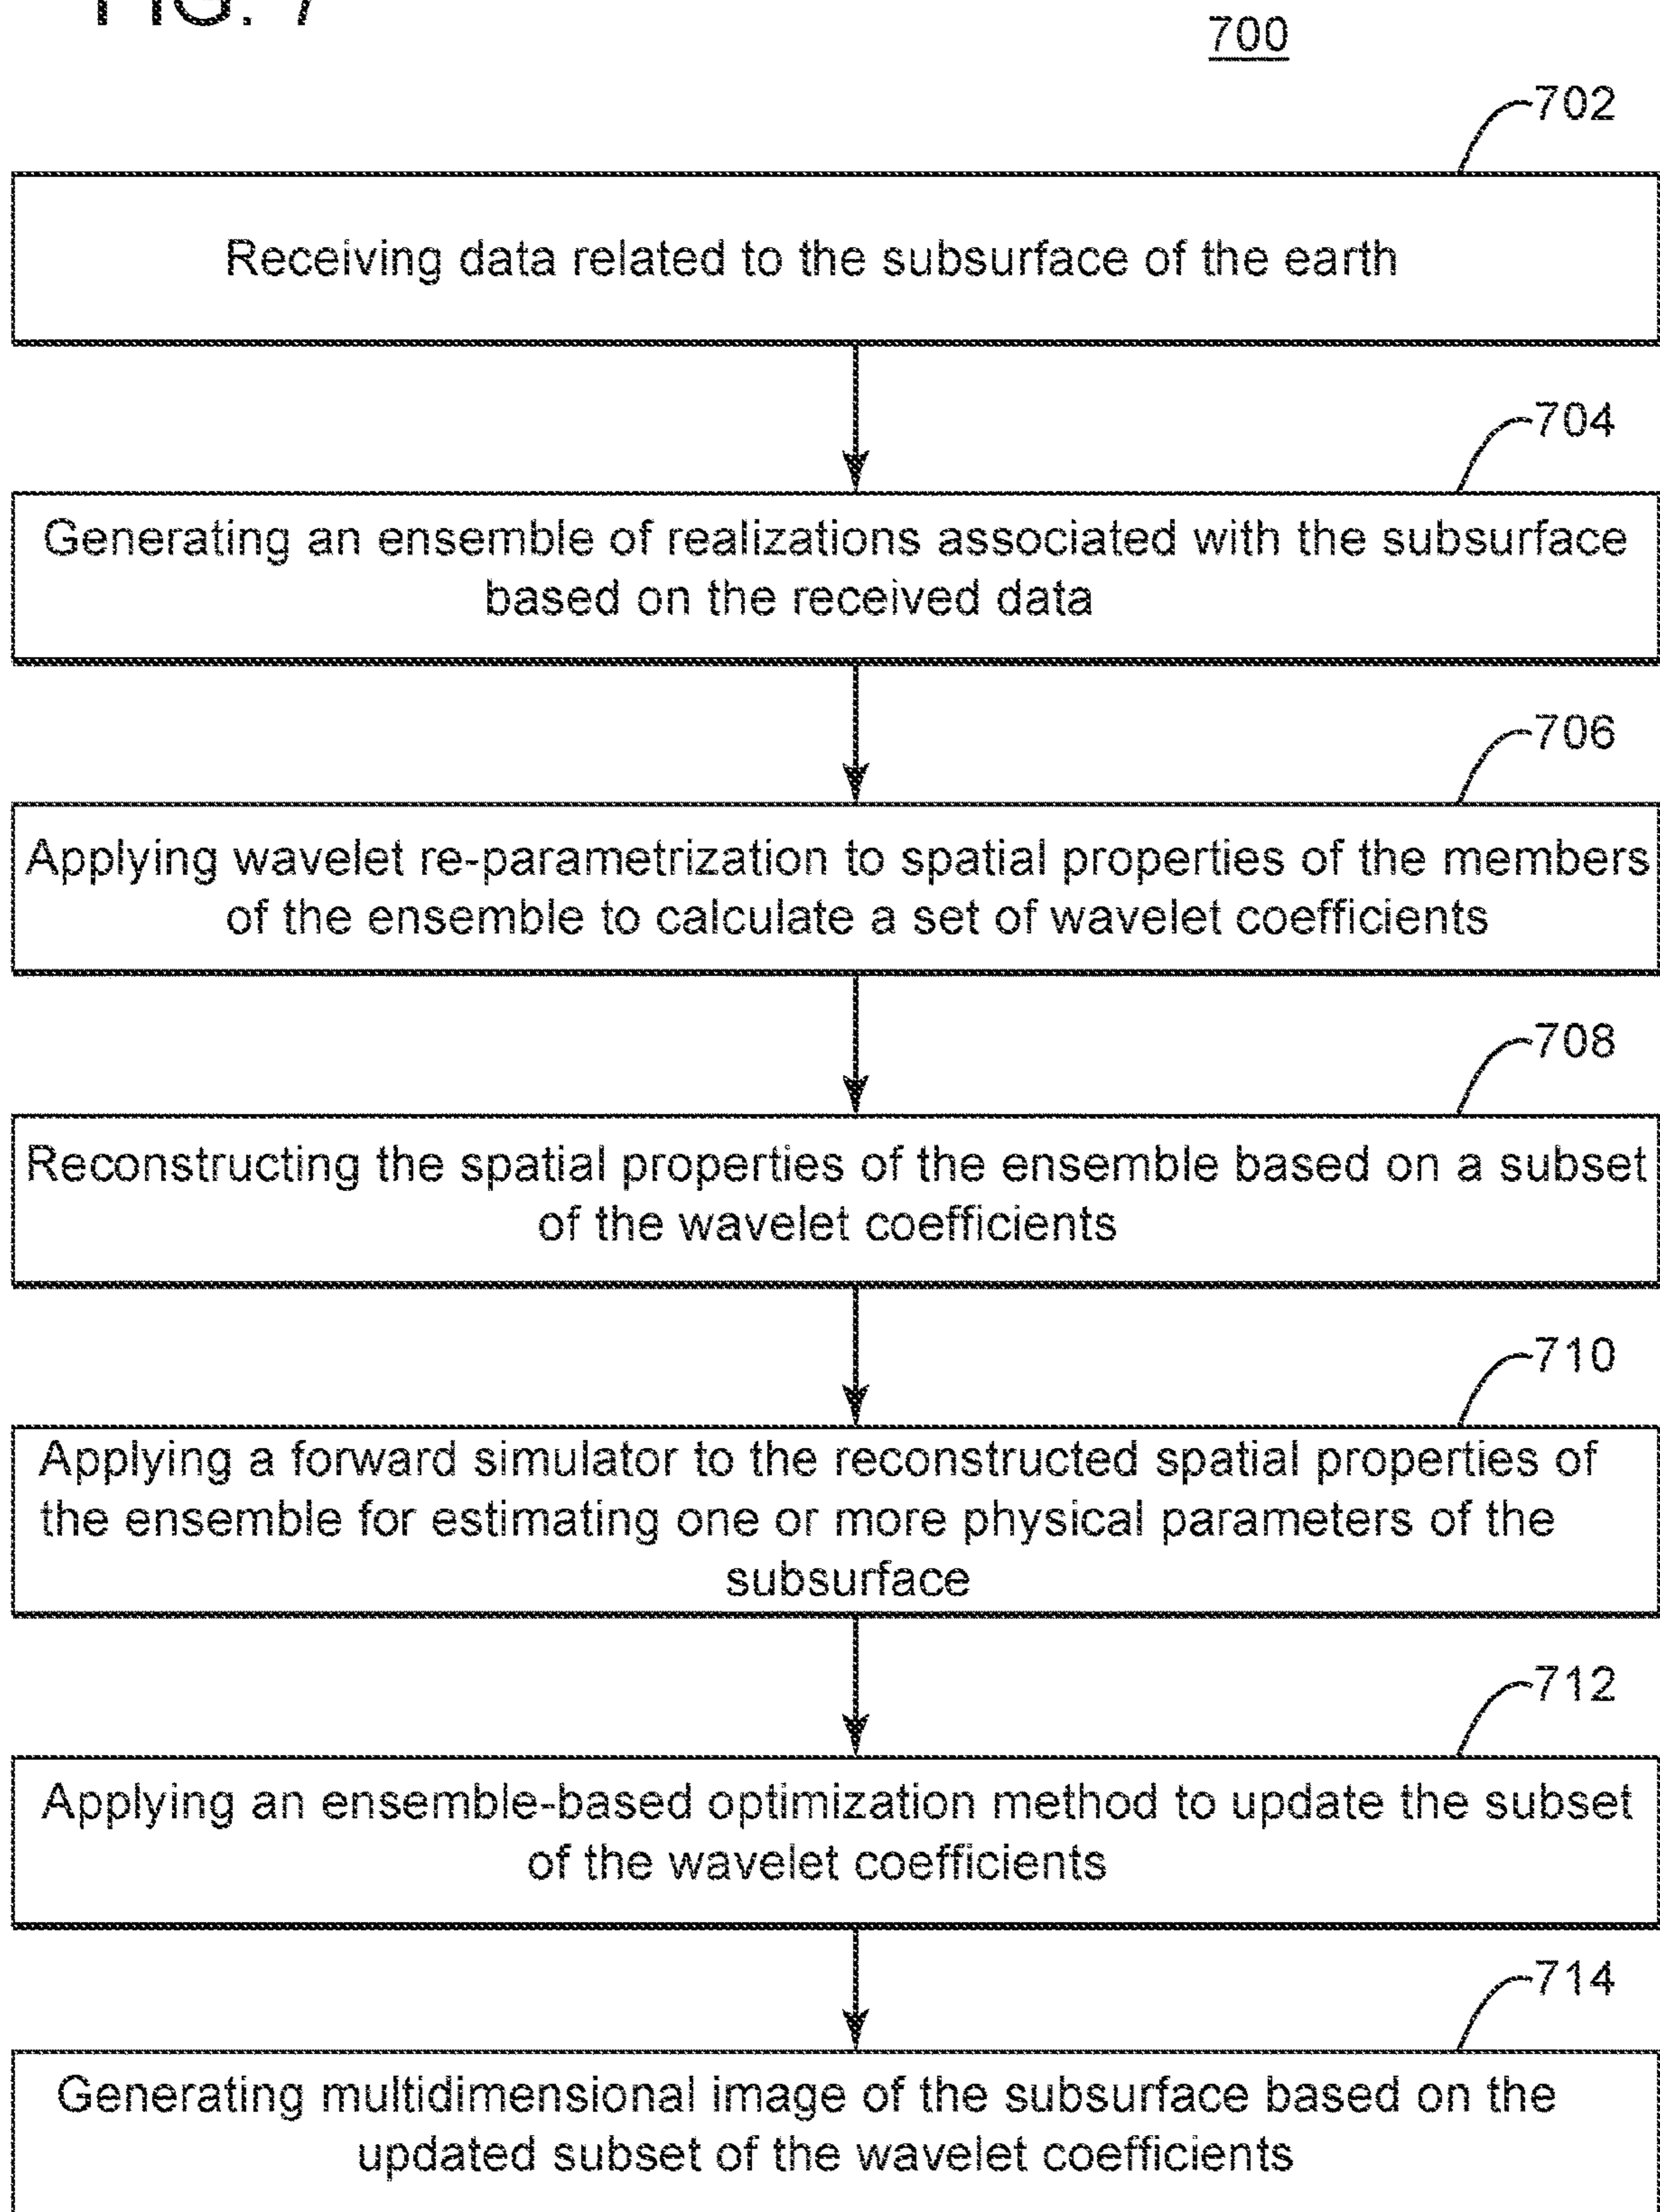 FIG. 7
700
702
Receiving data related to the subsurface of the earth
704
Generating an ensemble of realizations associated with the subsurface
based on the received data
706
Applying wavelet re-parametrization to spatial properties of the members
of the ensemble to calculate a set of wavelet coefficients
708
Reconstructing the spatial properties of the ensemble based on a subset
of the wavelet coefficients
710
Applying a forward simulator to the reconstructed spatial properties of
the ensemble for estimating one or more physical parameters of the
subsurface
712
Applying an ensemble-based optimization method to update the subset
of the wavelet coefficients
714
Generating multidimensional image of the subsurface based on the
updated subset of the wavelet coefficients